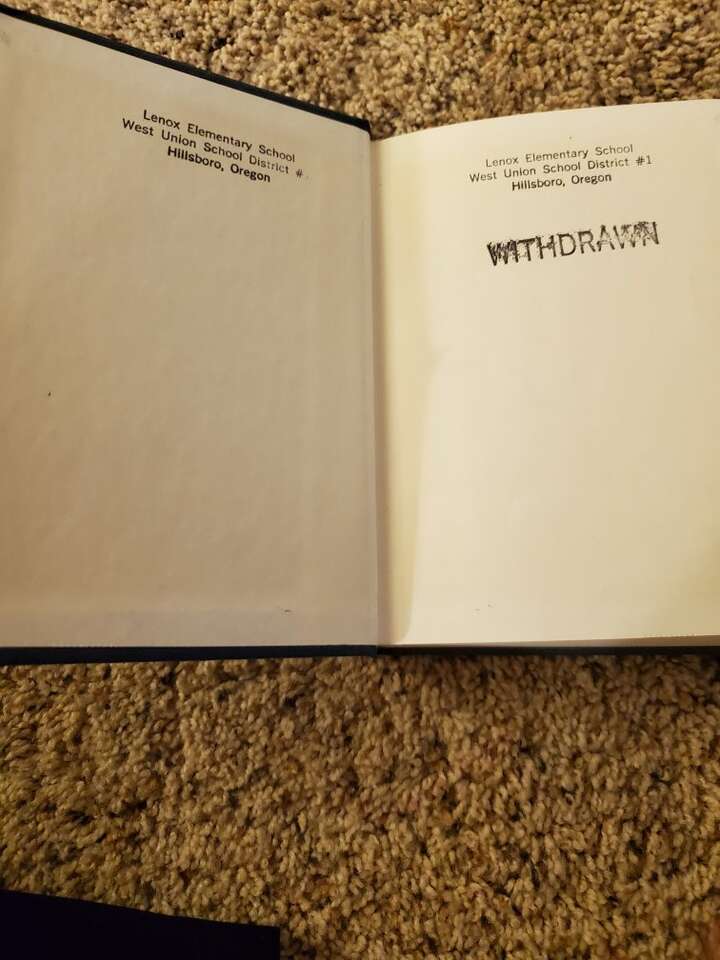 Lenox Elementary School
West Union School District #
Hillsboro, Oregon
Lenox Elementary School
West Union School District #1
Hillsboro, Oregon
WITHDRAWN